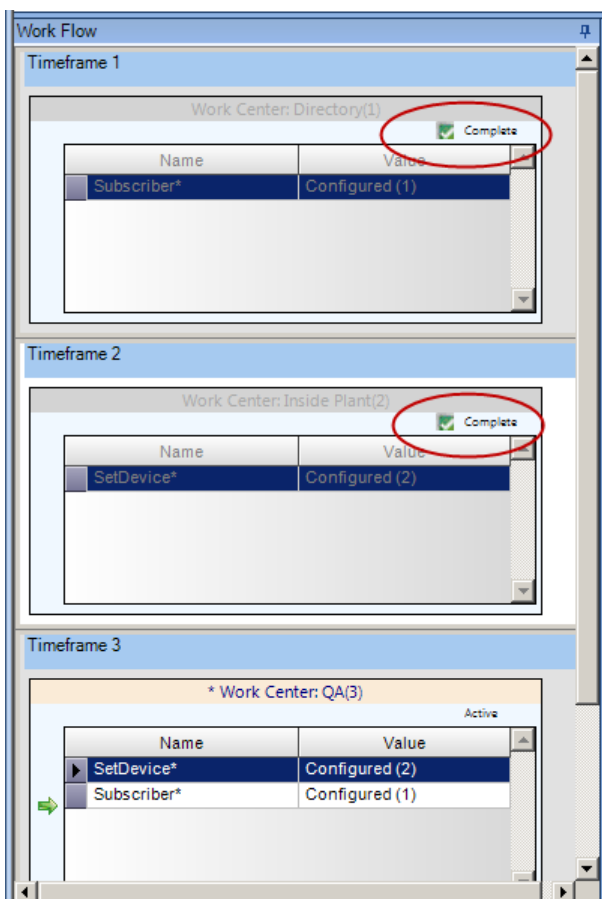 Work Flow
Timeframe 1
Work Center: Directory(1)
Complete
Name Value
Subscriber* Configured (1)
Timeframe 2
Work Center: Inside Plant(2)
Complete
Name Value
SetDevice* Configured (2)
Timeframe 3
* Work Center: QA(3)
Active
Name Value
SetDevice* Configured (2)
Subscriber* Configured (1)